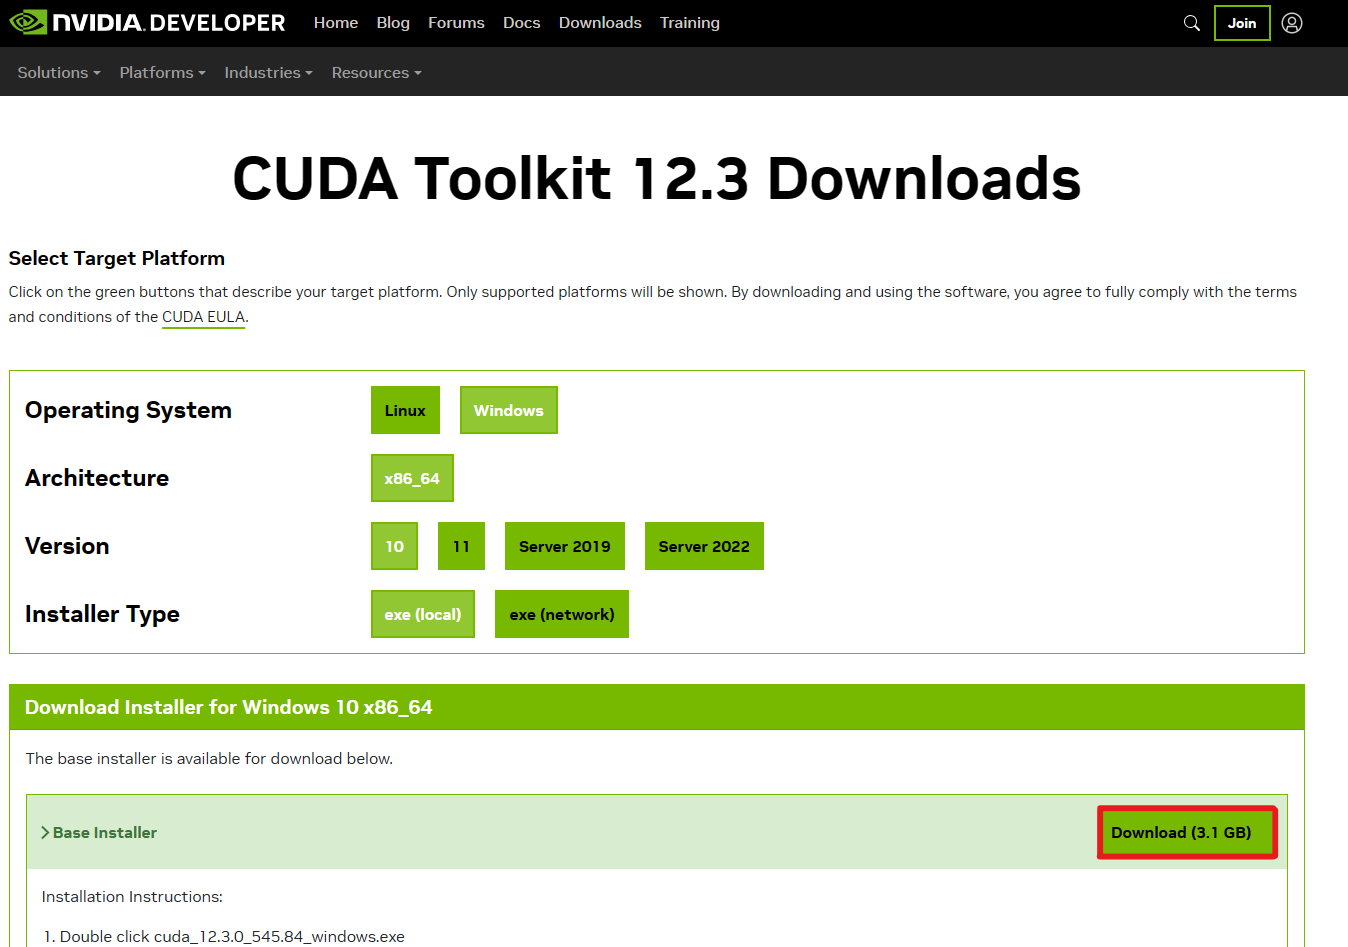 NVIDIA. DEVELOPER Home Blog Forums Docs Downloads Training Join
Solutions Platforms Industries Resources
CUDA Toolkit 12.3 Downloads
Select Target Platform
Click on the green buttons that describe your target platform. Only supported platforms will be shown. By downloading and using the software, you agree to fully comply with the terms
and conditions of the CUDA EULA.
Operating System Linux Windows
Architecture x86_64
Version 10 11 Server 2019 Server 2022
Installer Type exe (local) exe (network)
Download Installer for Windows 10 x86_64
The base installer is available for download below.
Base Installer Download (3.1 GB)
Installation Instructions:
1. Double click cuda_12.3.0_545.84_windows.exe